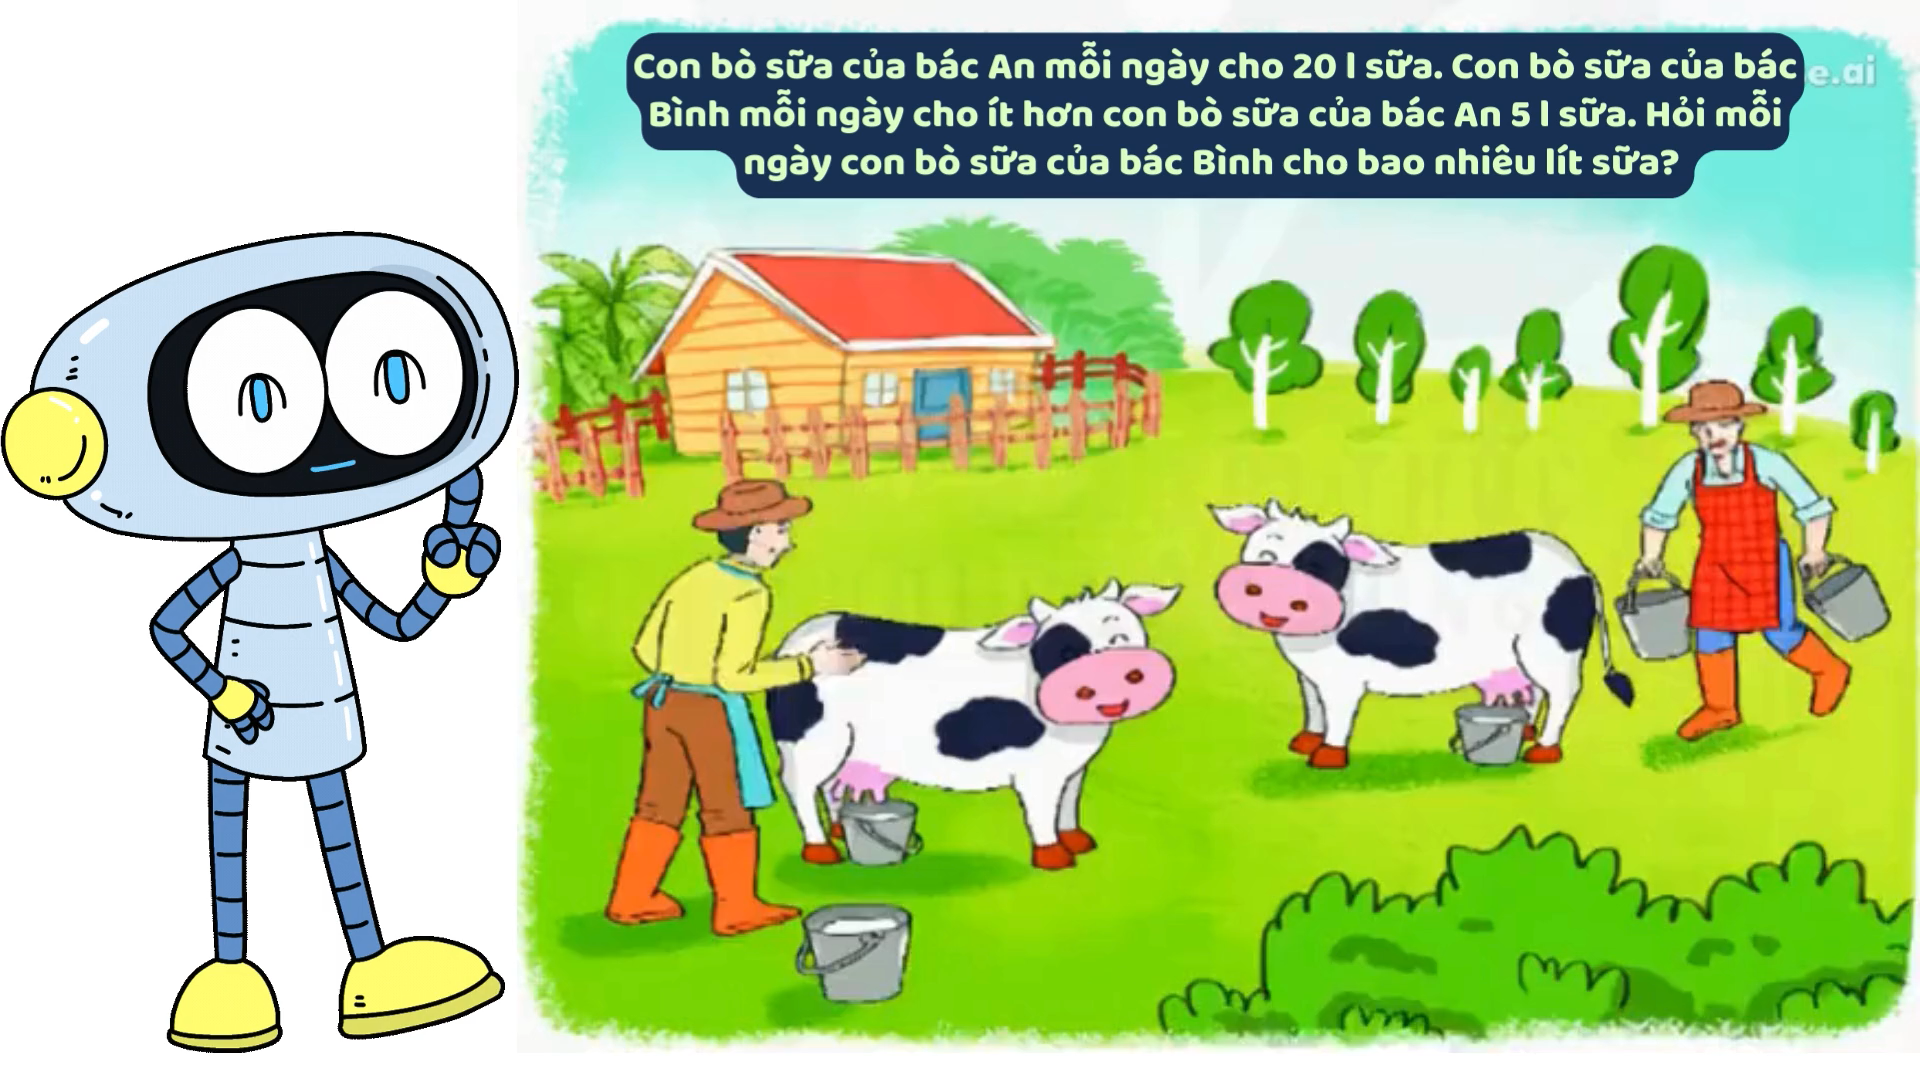 Con bò sữa của bác An mỗi ngày cho 20 l sữa. Con bò sữa của bác
Bình mỗi ngày cho ít hơn con bò sữa của bác An 5 l sữa. Hỏi mỗi
ngày con bò sữa của bác Bình cho bao nhiêu lít sữa?
e.ai